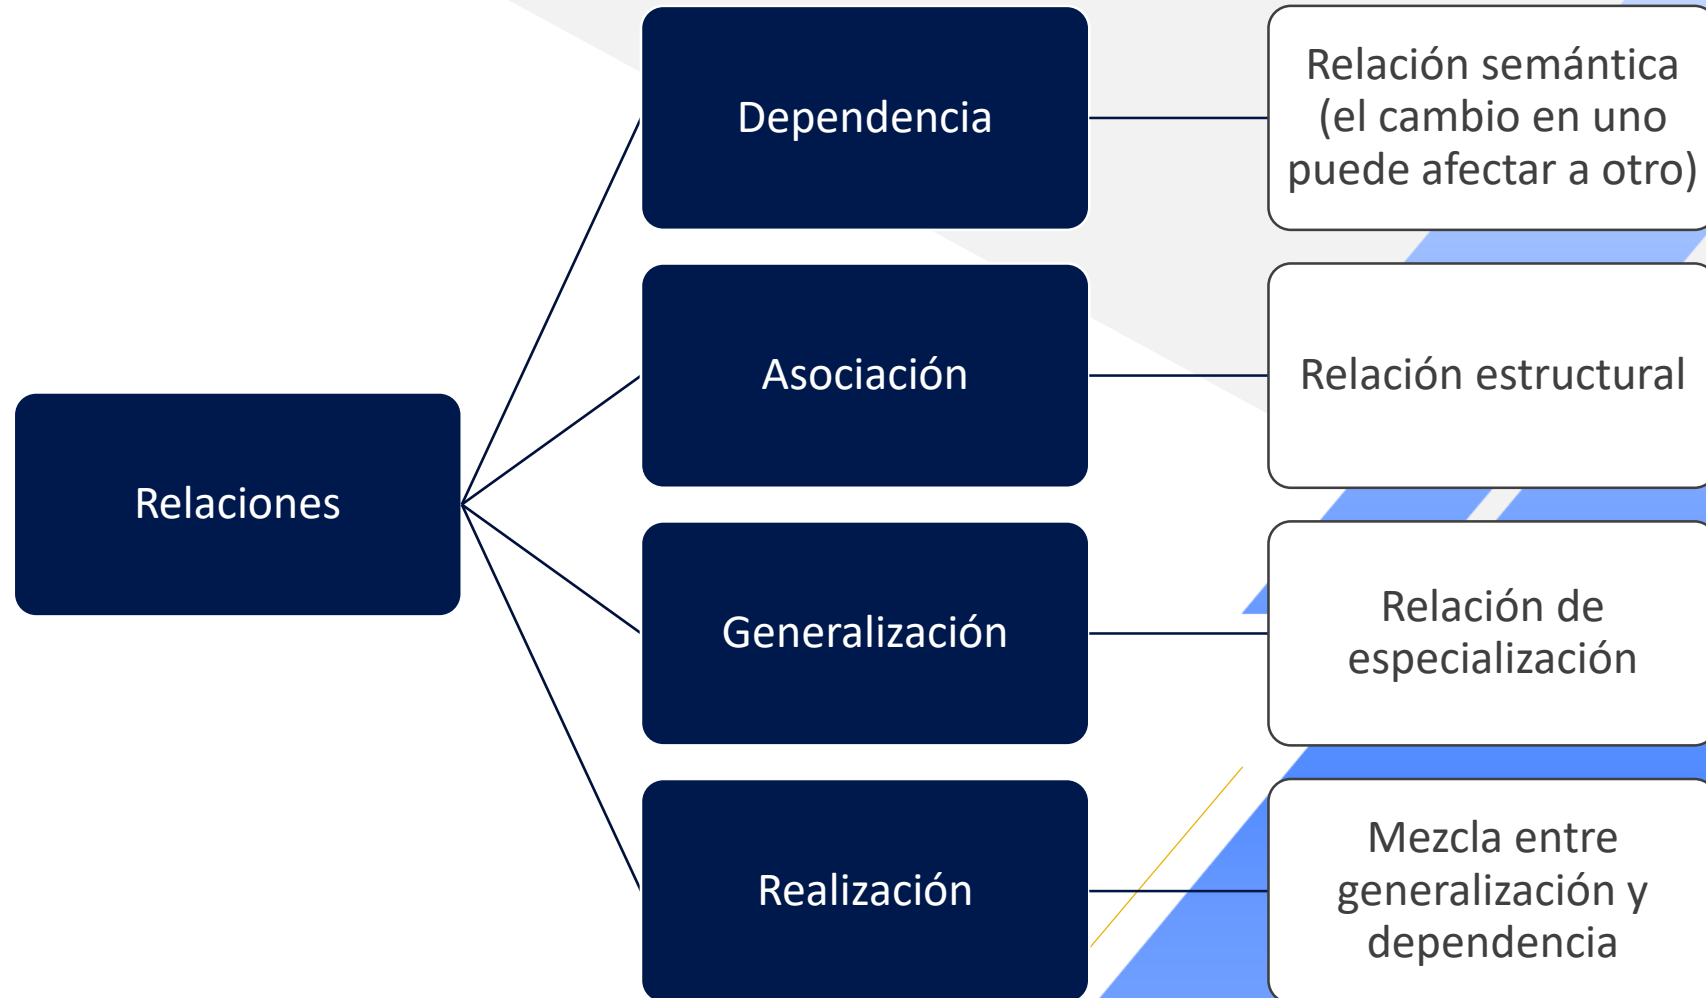 Relaciones
Dependencia
Relación semántica
(el cambio en uno
puede afectar a otro)
Asociación
Relación estructural
Generalización
Relación de
especialización
Realización
Mezcla entre
generalización y
dependencia